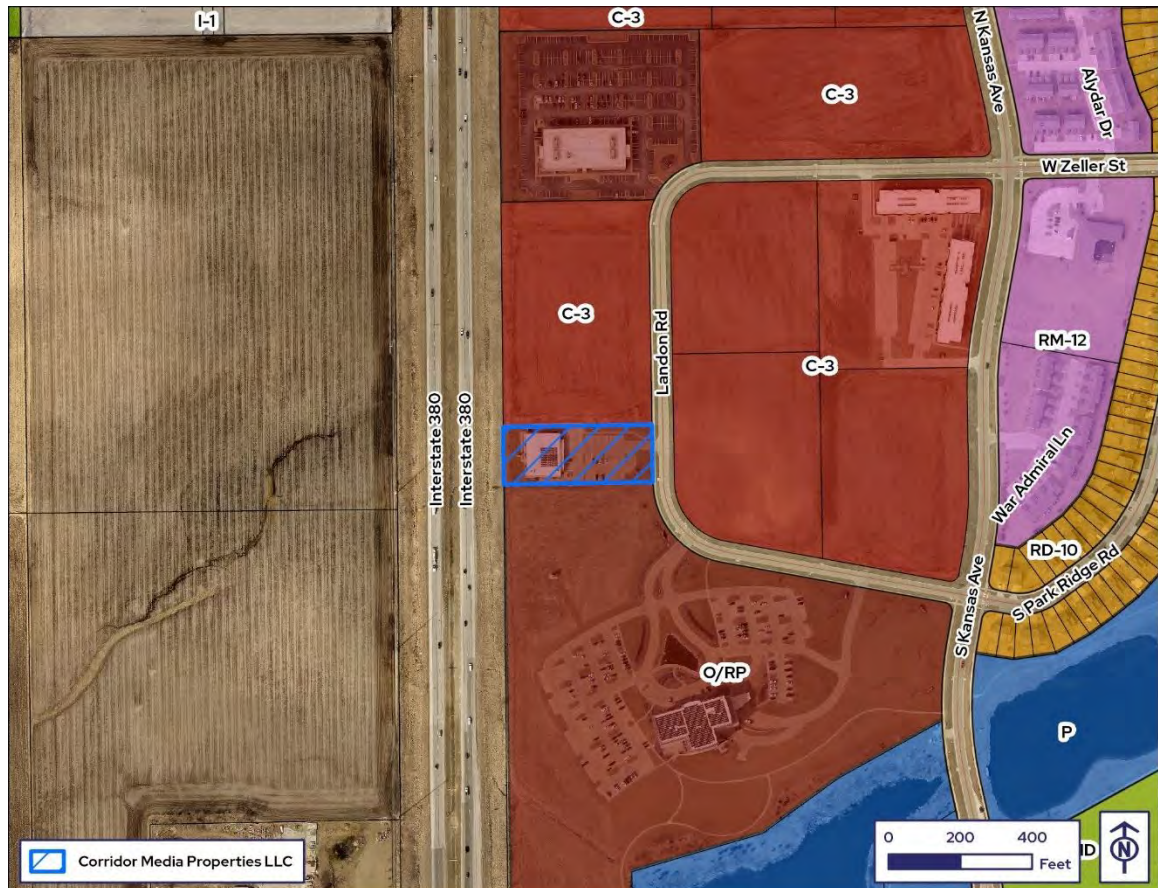 I-1
C-3
N Kansas Ave
Alydar Dr
C-3
W Zeller St
C-3
Landon Rd
RM-12
C-3
Interstate 380
Interstate 380
War Admiral Ln
RD-10
S Park Ridge Rd
S Kansas Ave
O/RP
P
Corridor Media Properties LLC
0 200 400
Feet
N